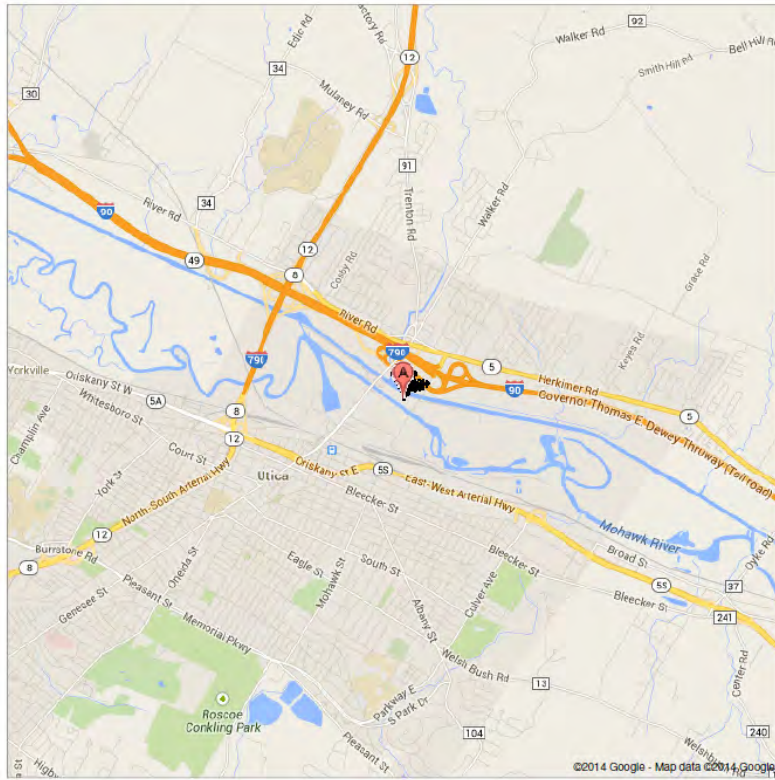 92
Walker Rd
Bell Hill Rd
Smith Hill Rd
Edic Rd
12
34
Mulaney Rd
30
91
Trenton Rd
River Rd
34
90
Walker Rd
12
49
8
Cosby Rd
Grace Rd
River Rd
790
790
5
Keyes Rd
A
Herkimer Rd
90
Governor Thomas E. Dewey Thruway (Toll road)
5
Yorkville
Oriskany St W
5A
Whitesboro St
8
12
Champlin Ave
Court St
York St
North-South Arterial Hwy
Utica
Oriskany St E
5S
East-West Arterial Hwy
Bleecker St
Mohawk River
12
Burrstone Rd
8
Oneida St
Genesee St
Pleasant St
Memorial Pkwy
Eagle St
Mohawk St
South St
Albany St
Culver Ave
Bleecker St
Broad St
Dyke Rd
5S
37
Bleecker St
241
Welsh Bush Rd
13
Center Rd
Roscoe
Conkling Park
Parkway E
S Park Dr
Pleasant St
104
240
©2014 Google - Map data ©2014 Google